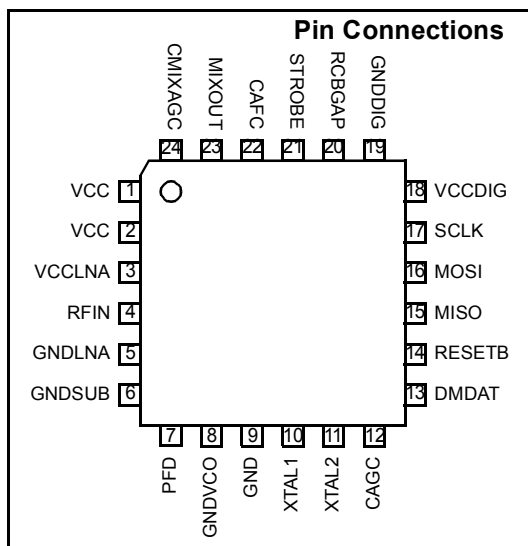 Pin Connections
CMIXAGC
MIXOUT
CAFC
STROBE
RCBGAP
GNDDIG
24
23
22
21
20
19
VCC 1
VCC 2
VCCLNA 3
RFIN 4
GNDLNA 5
GNDSUB 6
18 VCCDIG
17 SCLK
16 MOSI
15 MISO
14 RESETB
13 DMDAT
7
8
9
10
11
12
PFD
GNDVCO
GND
XTAL1
XTAL2
CAGC